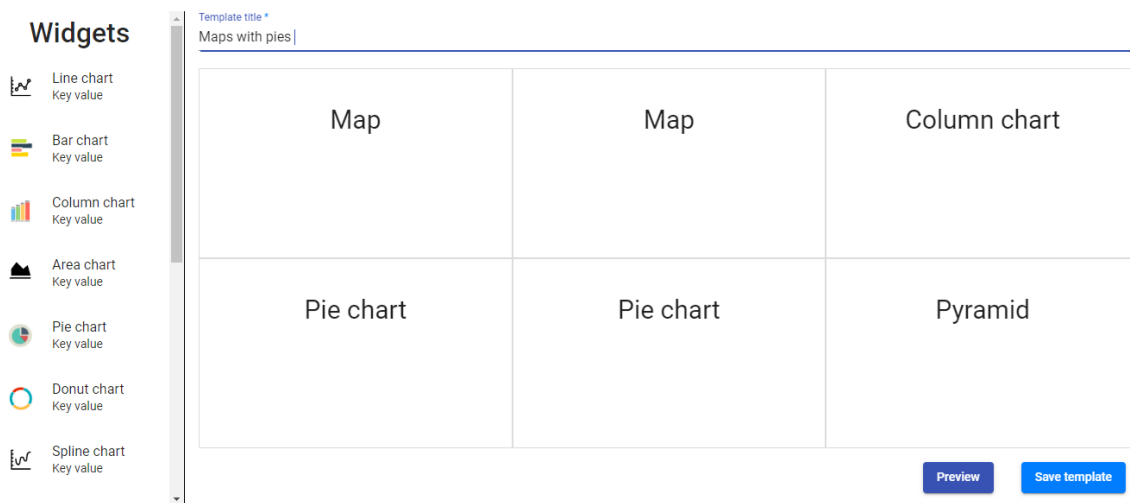 Widgets
Line chart
Key value
Bar chart
Key value
Column chart
Key value
Area chart
Key value
Pie chart
Key value
Donut chart
Key value
Spline chart
Key value
Template title *
Maps with pies
Map
Map
Column chart
Pie chart
Pie chart
Pyramid
Preview
Save template